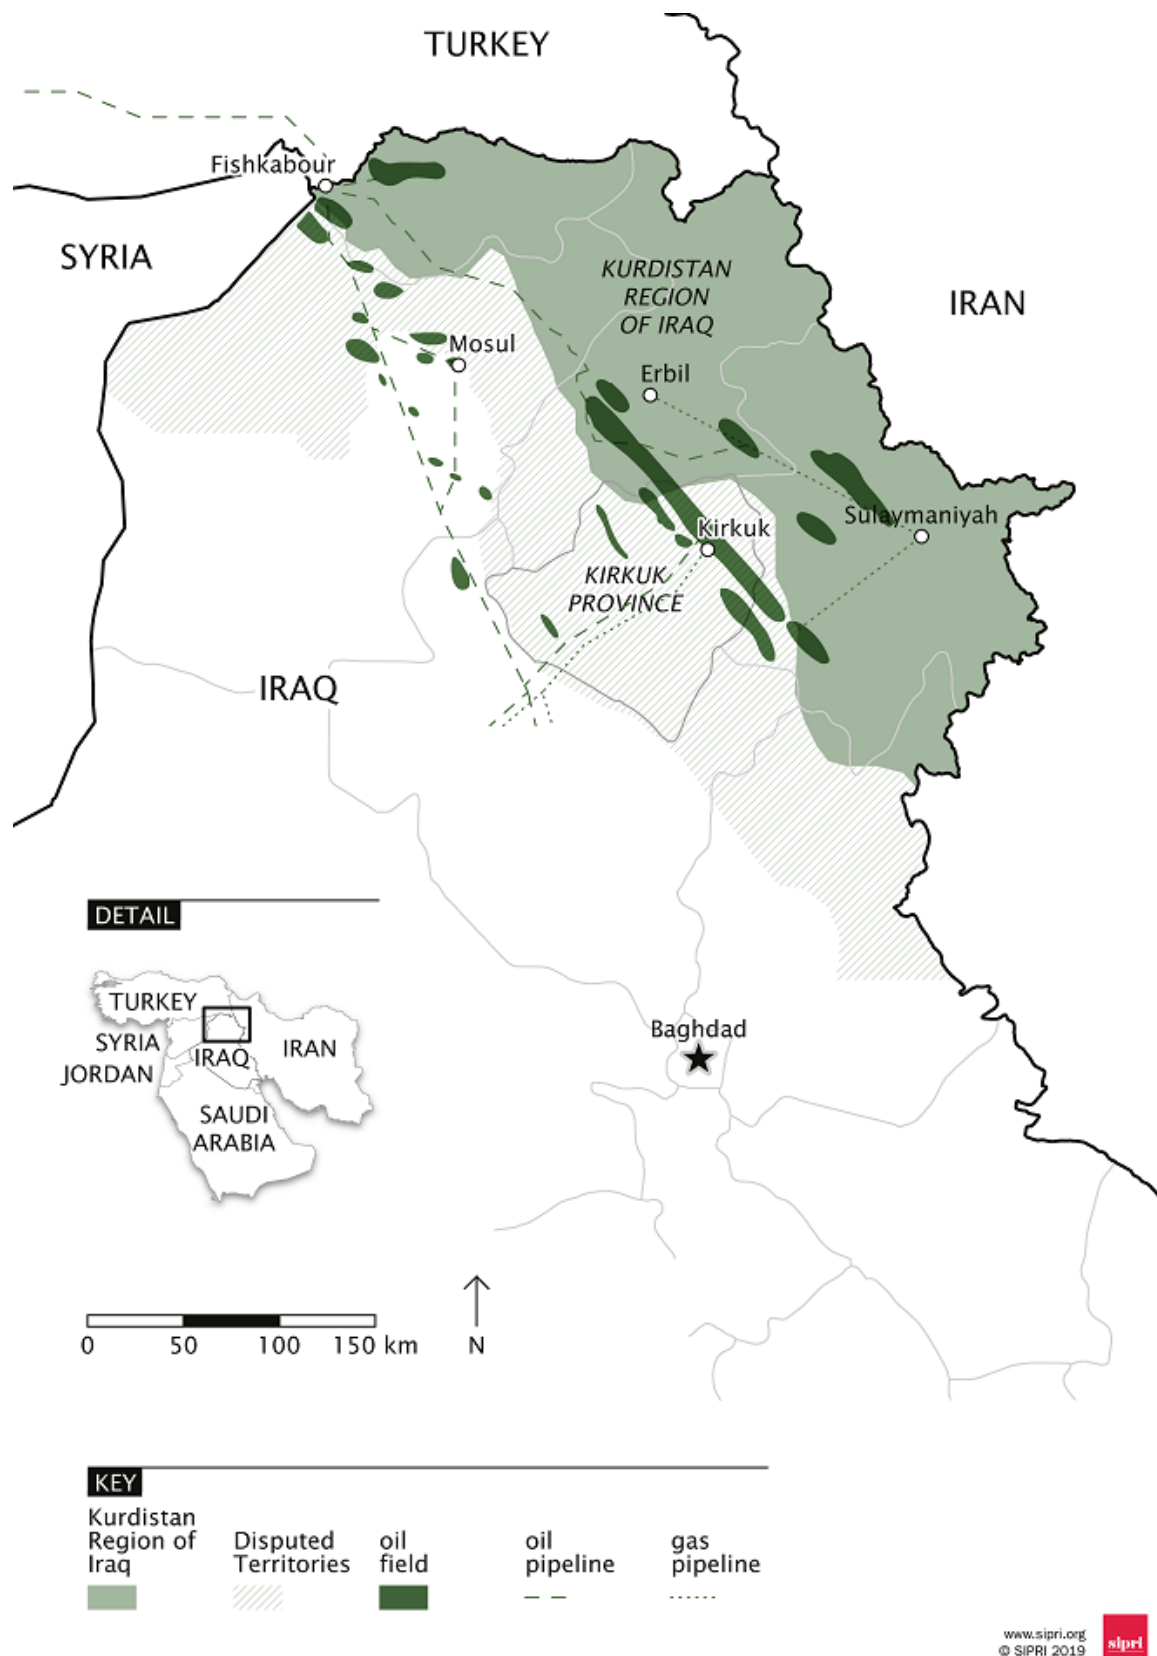 TURKEY
Fishkabour
SYRIA
KURDISTAN
REGION
OF IRAQ
IRAN
Mosul
Erbil
Sulaymaniyah
Kirkuk
KIRKUK
PROVINCE
IRAQ
DETAIL
TURKEY
SYRIA
IRAQ
IRAN
JORDAN
SAUDI
ARABIA
Baghdad
0 50 100 150 km
N
KEY
Kurdistan
Region of
Iraq
Disputed
Territories
oil
field
oil
pipeline
gas
pipeline
www.sipri.org
© SIPRI 2019
sipri